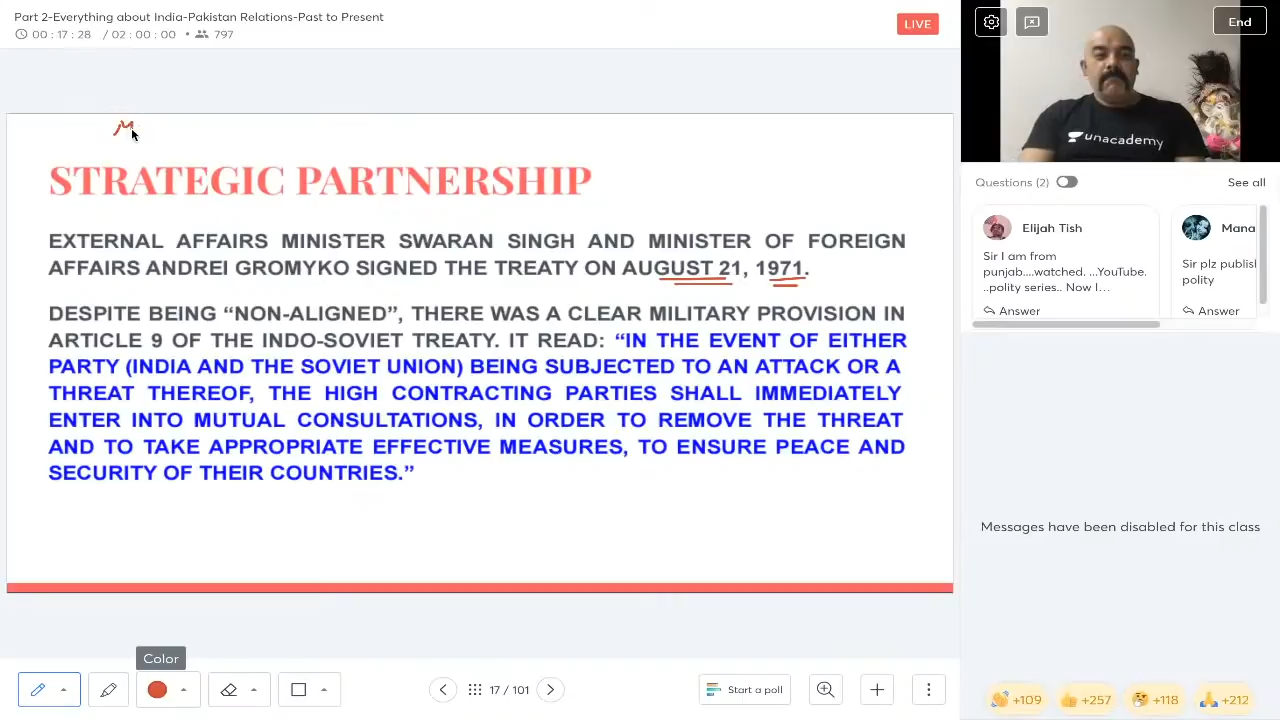 Part 2-Everything about India-Pakistan Relations-Past to Present
00 : 17 : 28 / 02 : 00 : 00 • 797
LIVE
End
unacademy
STRATEGIC PARTNERSHIP
EXTERNAL AFFAIRS MINISTER SWARAN SINGH AND MINISTER OF FOREIGN
AFFAIRS ANDREI GROMYKO SIGNED THE TREATY ON AUGUST 21, 1971.
DESPITE BEING “NON-ALIGNED”, THERE WAS A CLEAR MILITARY PROVISION IN
ARTICLE 9 OF THE INDO-SOVIET TREATY. IT READ: “IN THE EVENT OF EITHER
PARTY (INDIA AND THE SOVIET UNION) BEING SUBJECTED TO AN ATTACK OR A
THREAT THEREOF, THE HIGH CONTRACTING PARTIES SHALL IMMEDIATELY
ENTER INTO MUTUAL CONSULTATIONS, IN ORDER TO REMOVE THE THREAT
AND TO TAKE APPROPRIATE EFFECTIVE MEASURES, TO ENSURE PEACE AND
SECURITY OF THEIR COUNTRIES.”
Questions (2)
See all
Elijah Tish
Sir I am from
punjab....watched. ...YouTube.
..polity series.. Now I...
Answer
Mana
Sir plz publish
polity
Answer
Messages have been disabled for this class
Color
17 / 101
Start a poll
+109
+257
+118
+212